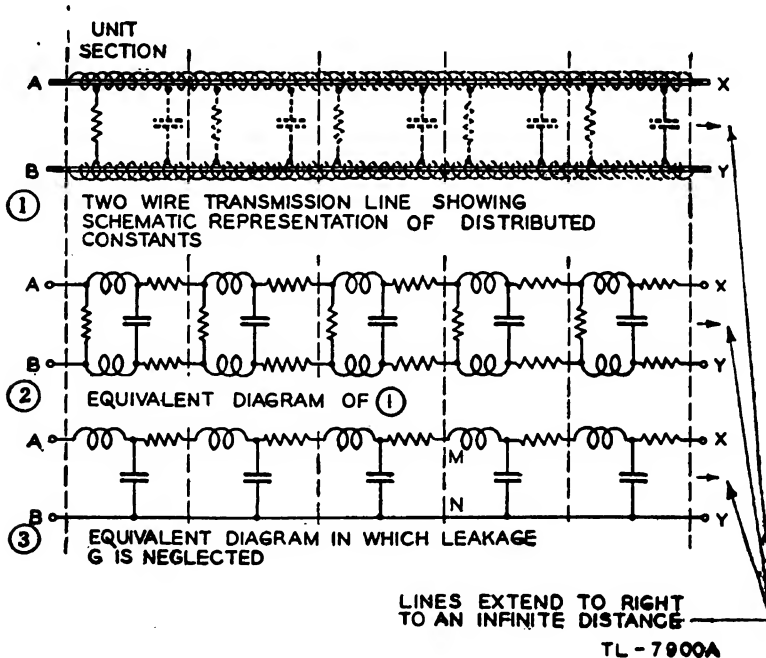 UNIT
SECTION
A
X
B
Y
1 TWO WIRE TRANSMISSION LINE SHOWING
SCHEMATIC REPRESENTATION OF DISTRIBUTED
CONSTANTS
A
X
B
Y
2 EQUIVALENT DIAGRAM OF 1
A
X
M
N
B
Y
3 EQUIVALENT DIAGRAM IN WHICH LEAKAGE
G IS NEGLECTED
LINES EXTEND TO RIGHT
TO AN INFINITE DISTANCE
TL-7900A